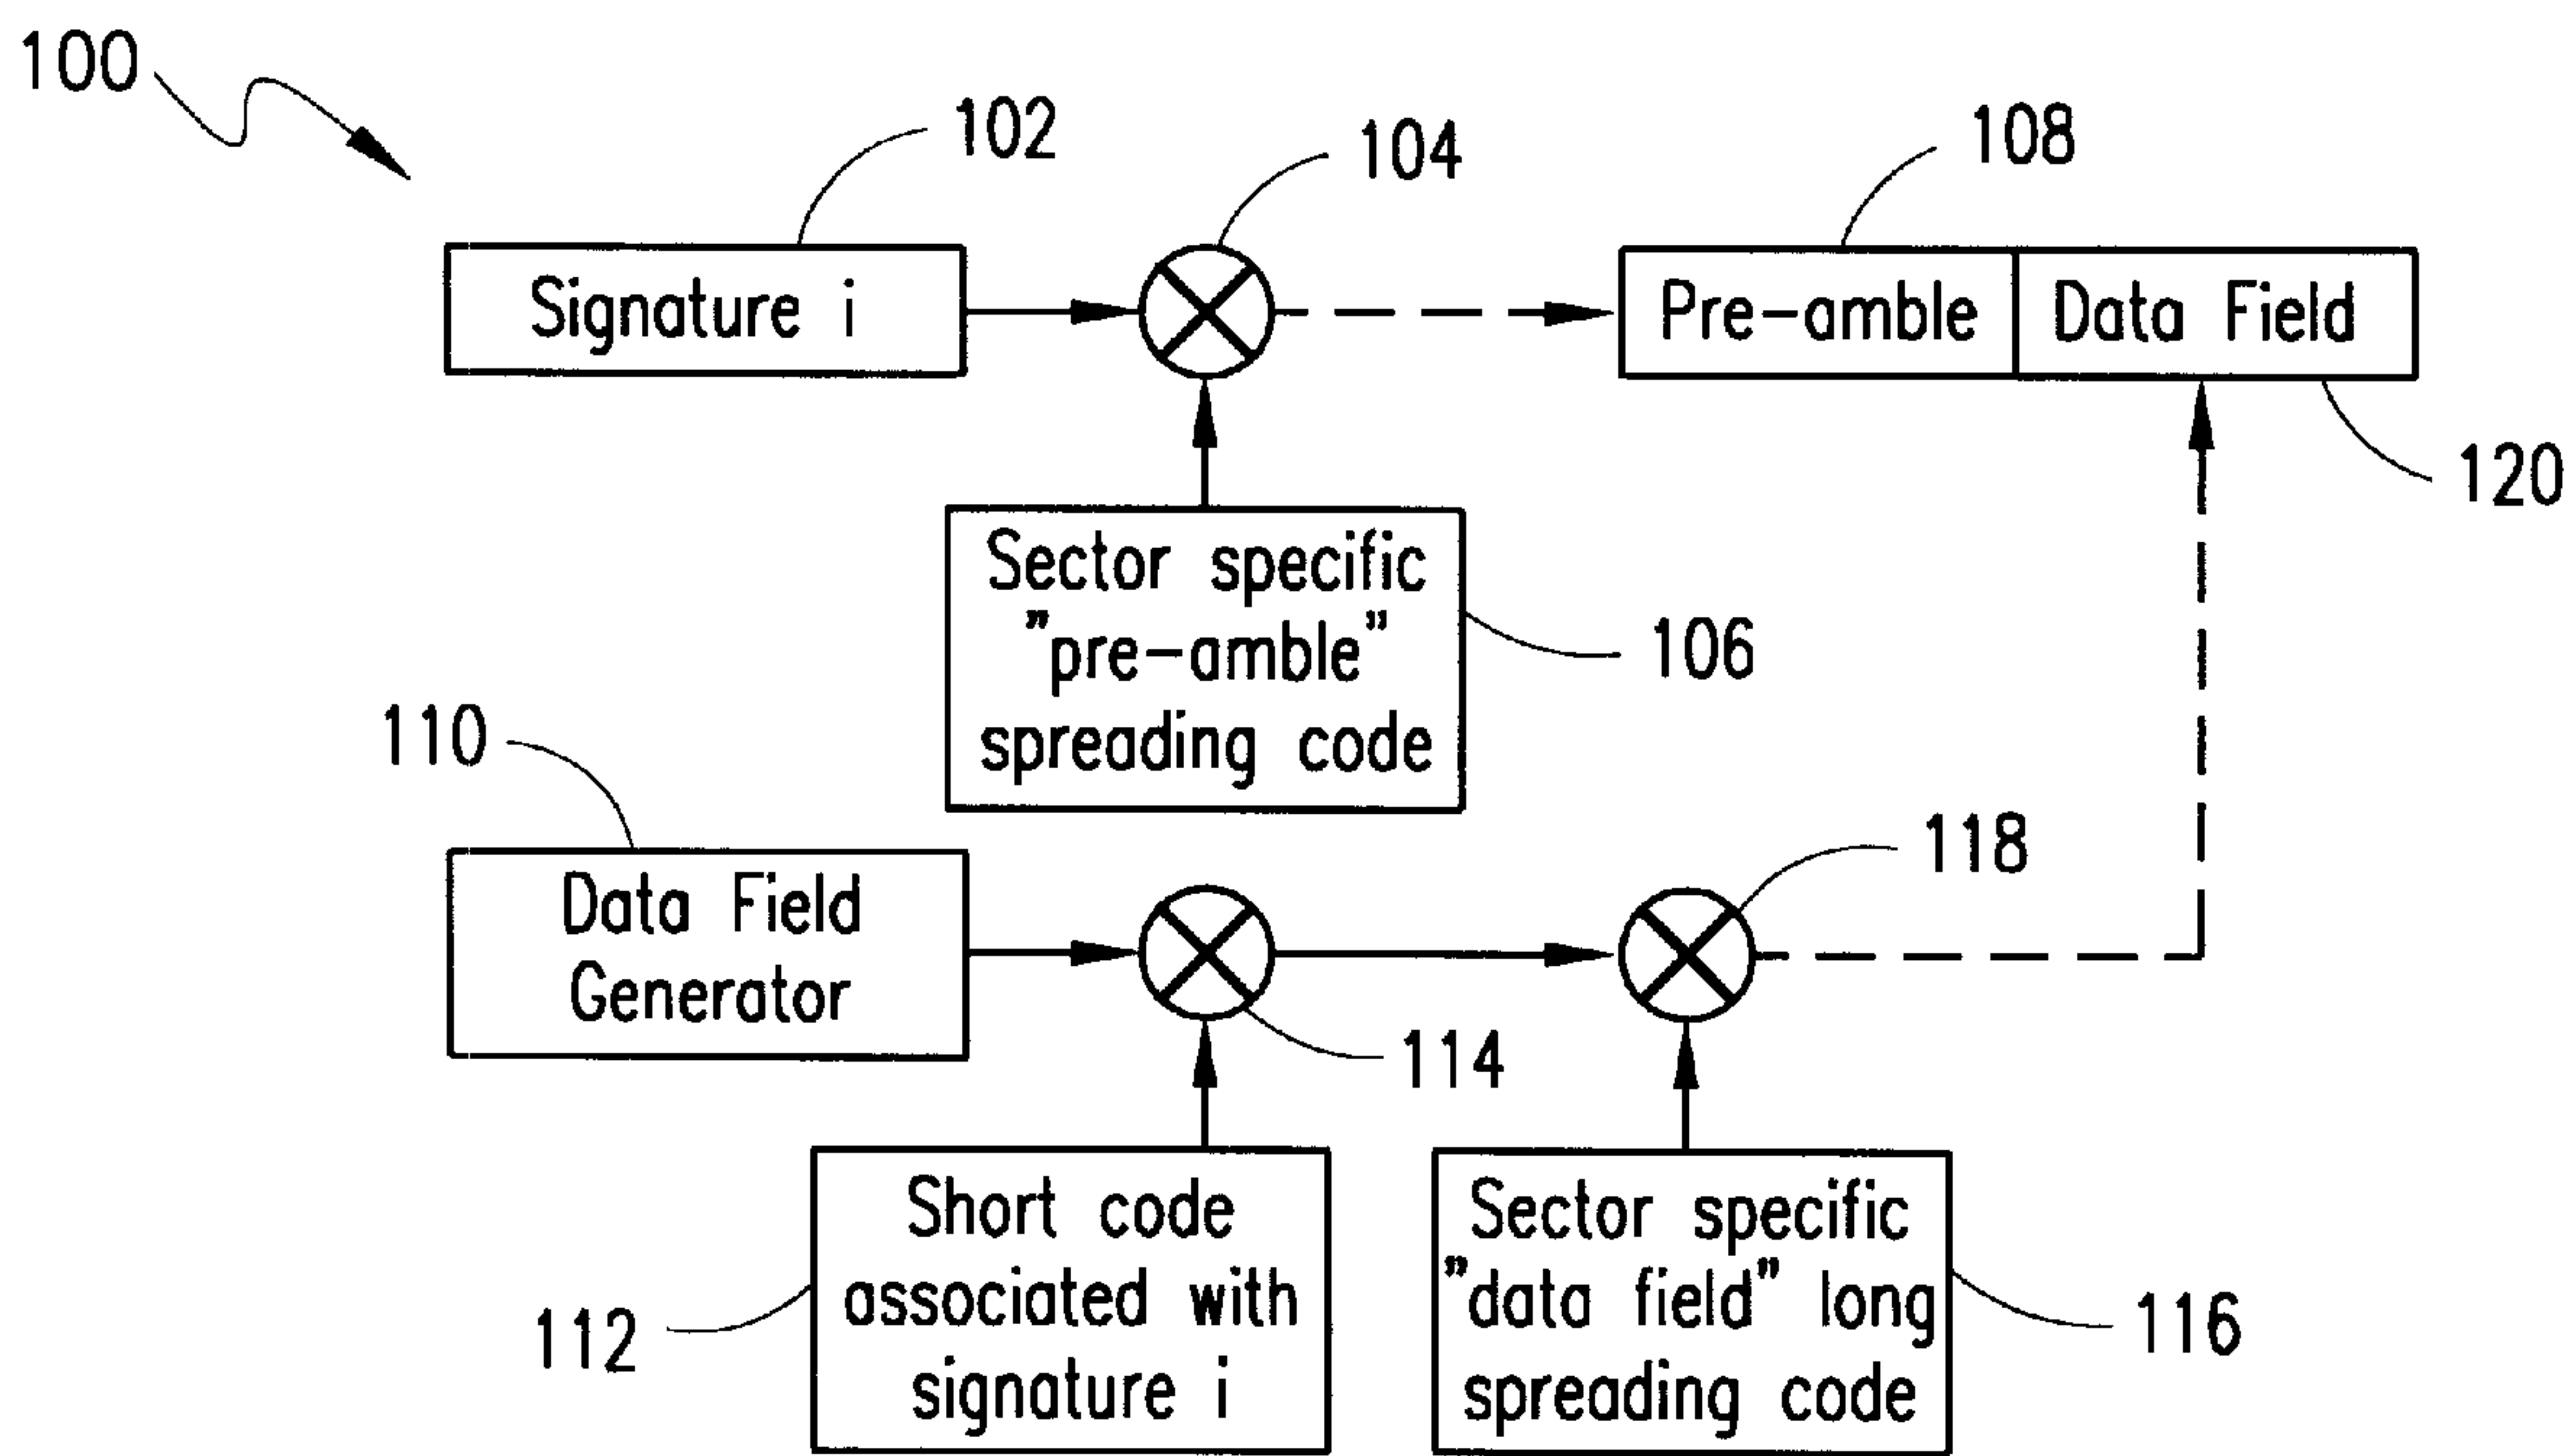 100
102
104
108
Signature i
Pre-amble
Data Field
120
Sector specific
"pre-amble"
spreading code
106
110
118
Data Field
Generator
114
Short code
associated with
signature i
112
Sector specific
"data field" long
spreading code
116